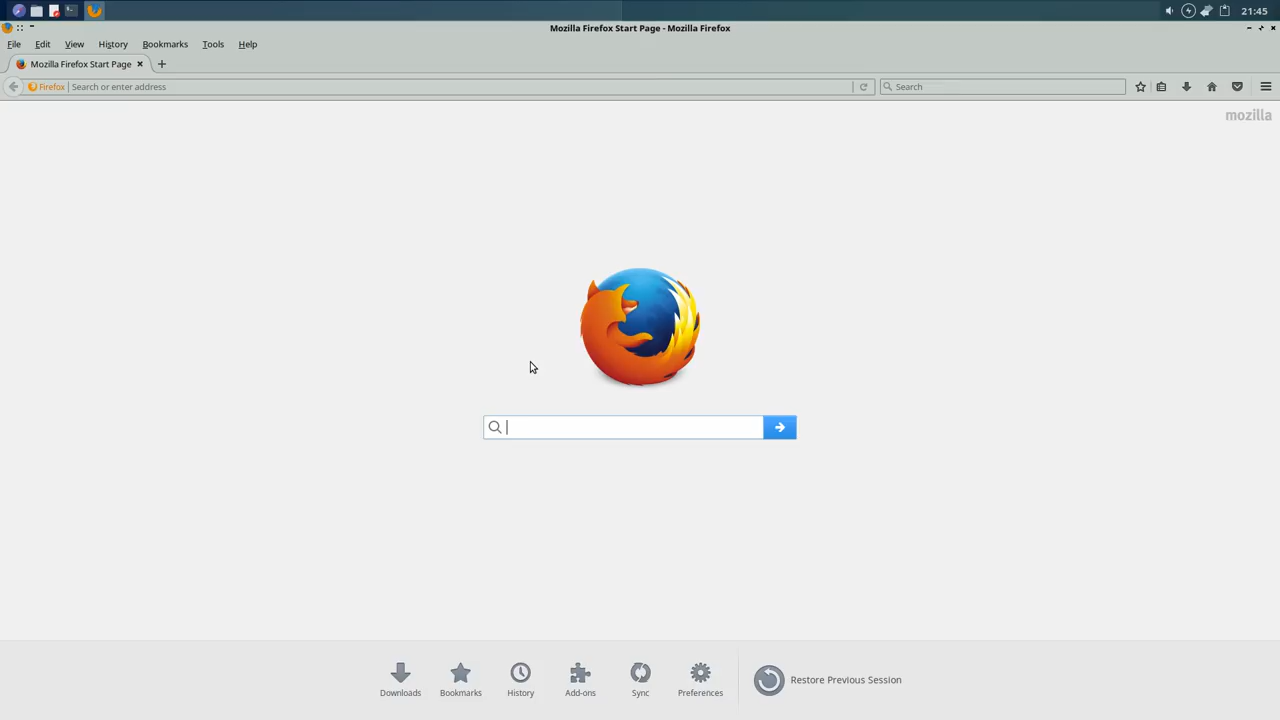 21:45
Mozilla Firefox Start Page - Mozilla Firefox
File Edit View History Bookmarks Tools Help
Mozilla Firefox Start Page
Firefox Search or enter address Search
mozilla
Downloads Bookmarks History Add-ons Sync Preferences Restore Previous Session